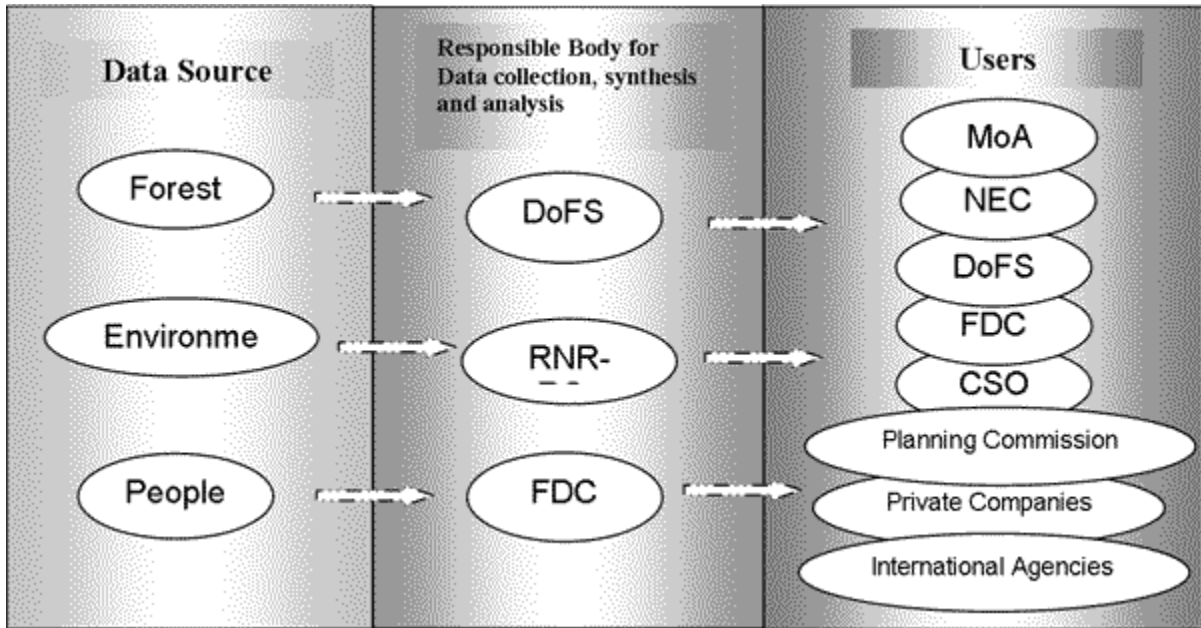 Data Source
Forest
Environme
People
Responsible Body for
Data collection, synthesis
and analysis
DoFS
RNR-
FDC
Users
MoA
NEC
DoFS
FDC
CSO
Planning Commission
Private Companies
International Agencies